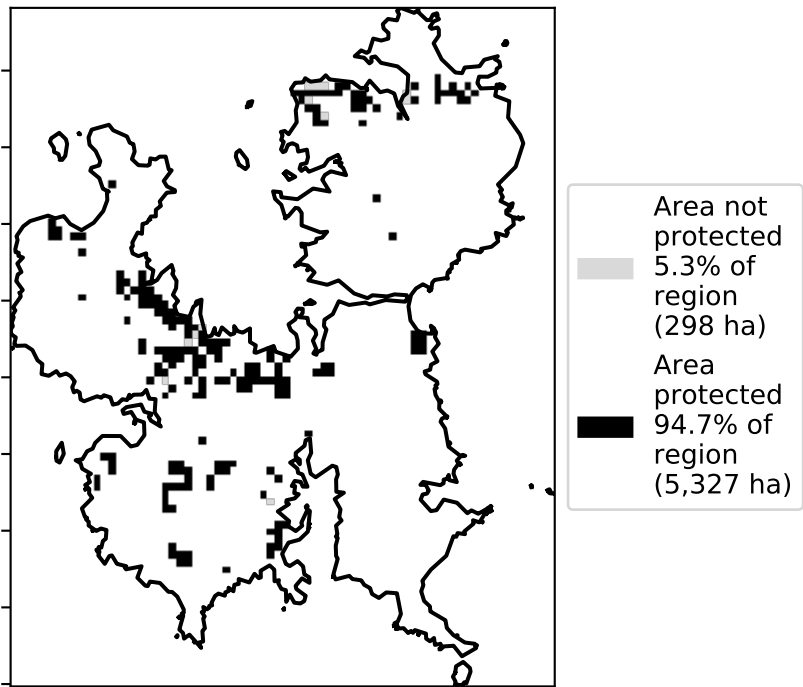 Area not
protected
5.3% of
region
(298 ha)
Area
protected
94.7% of
region
(5,327 ha)